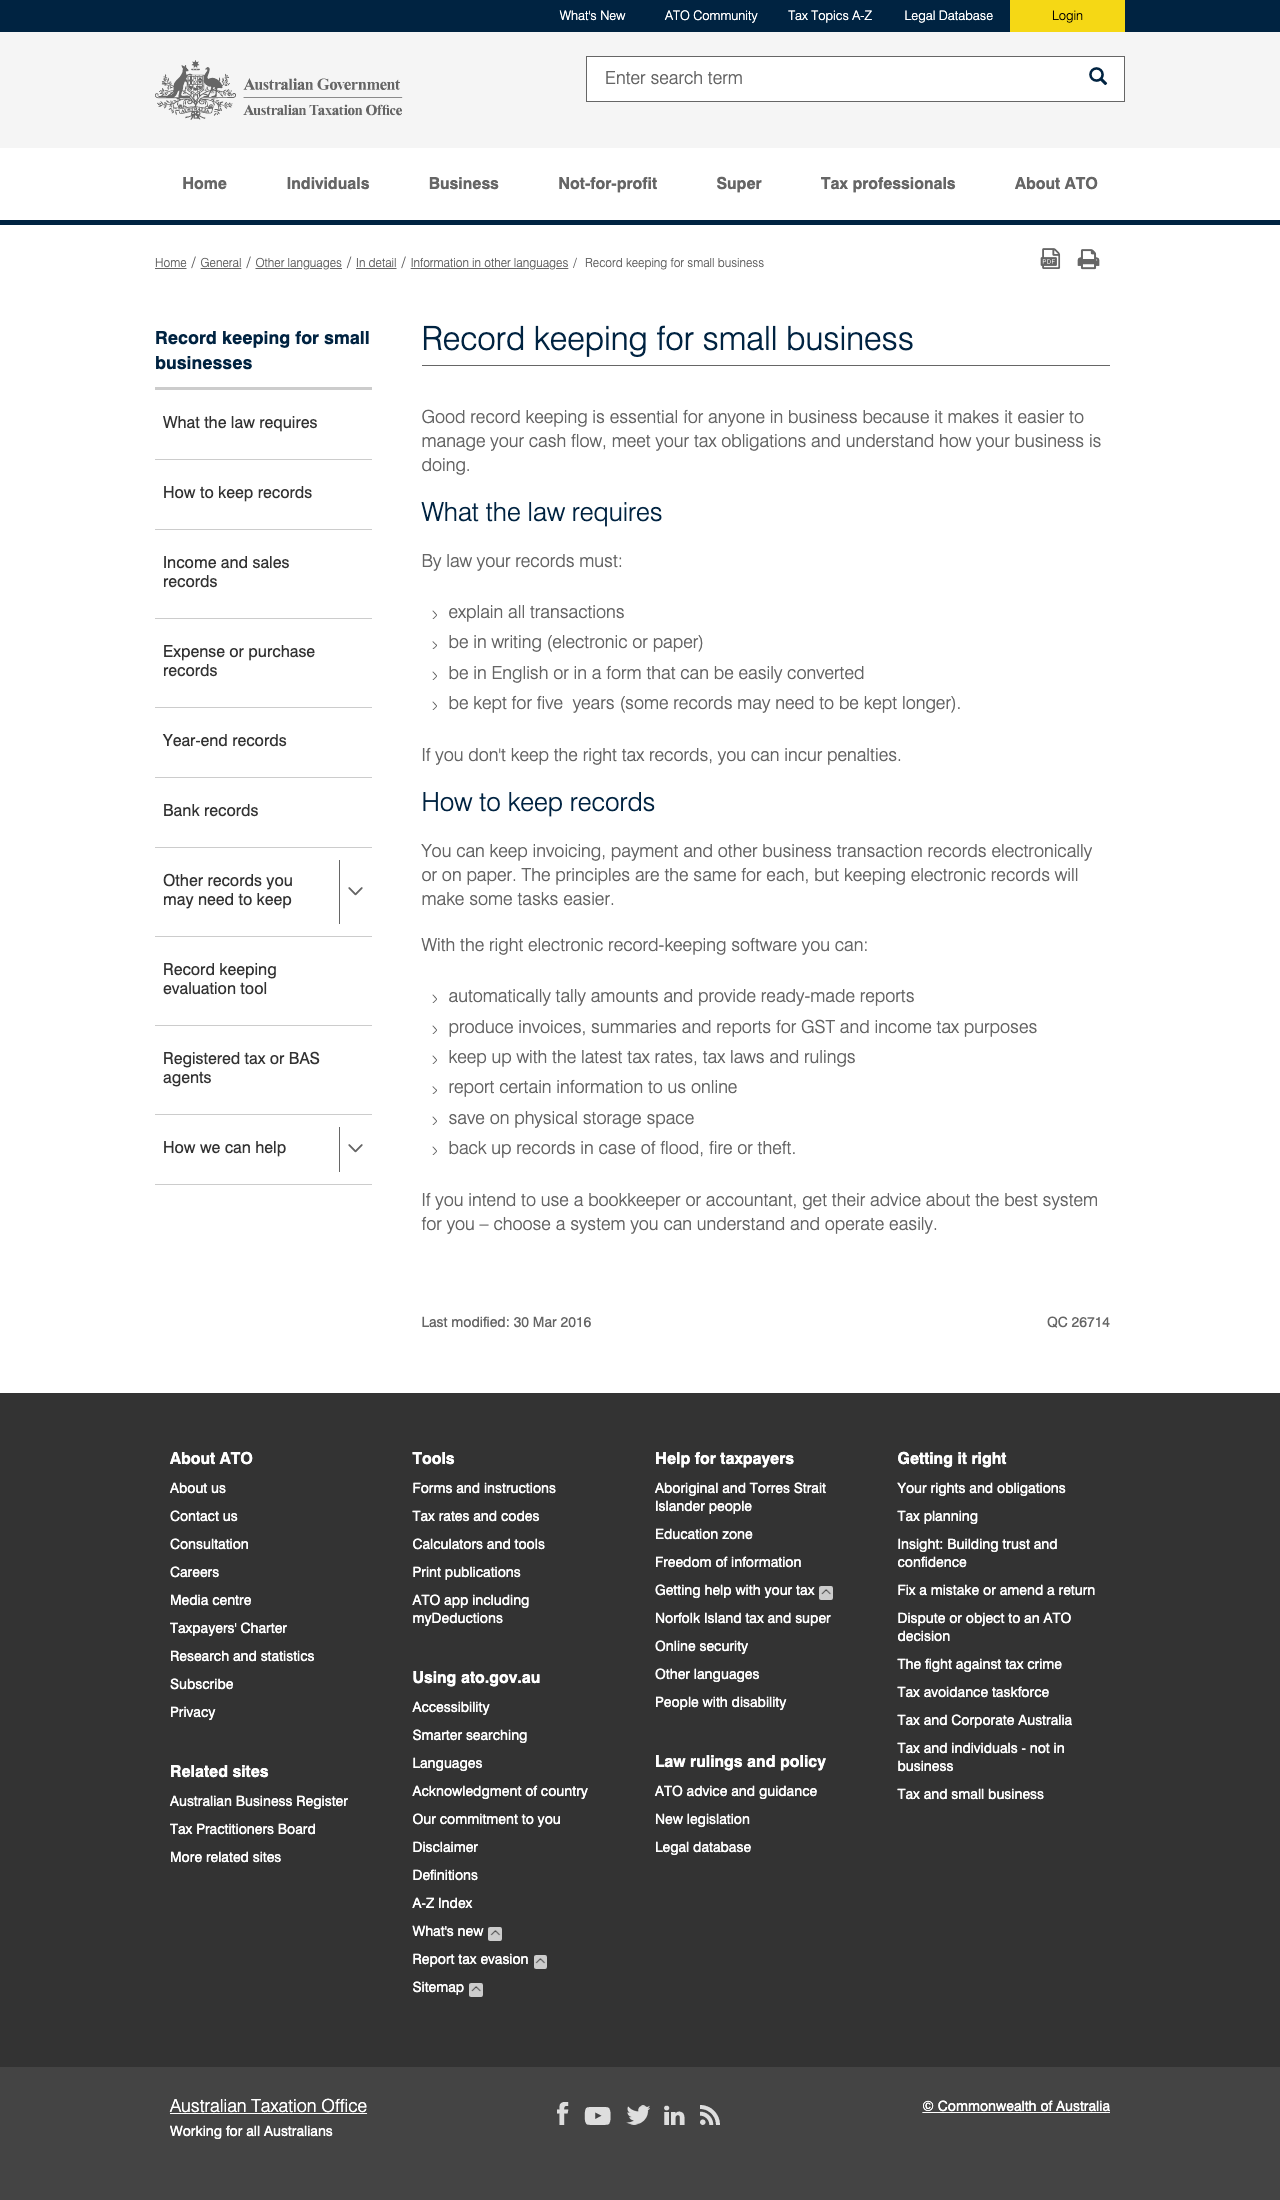 What's New
ATO Community
Tax Topics A-Z
Legal Database
Login
Australian Government
Australian Taxation Office
Enter search term
Home
Individuals
Business
Not-for-profit
Super
Tax professionals
About ATO
Home / General / Other languages / In detail / Information in other languages / Record keeping for small business
PDF
Record keeping for small
businesses
What the law requires
How to keep records
Income and sales
records
Expense or purchase
records
Year-end records
Bank records
Other records you
may need to keep
Record keeping
evaluation tool
Registered tax or BAS
agents
How we can help
Record keeping for small business
Good record keeping is essential for anyone in business because it makes it easier to
manage your cash flow, meet your tax obligations and understand how your business is
doing.
What the law requires
By law your records must:
explain all transactions
be in writing (electronic or paper)
be in English or in a form that can be easily converted
be kept for five  years (some records may need to be kept longer).
If you don't keep the right tax records, you can incur penalties.
How to keep records
You can keep invoicing, payment and other business transaction records electronically
or on paper. The principles are the same for each, but keeping electronic records will
make some tasks easier.
With the right electronic record-keeping software you can:
automatically tally amounts and provide ready-made reports
produce invoices, summaries and reports for GST and income tax purposes
keep up with the latest tax rates, tax laws and rulings
report certain information to us online
save on physical storage space
back up records in case of flood, fire or theft.
If you intend to use a bookkeeper or accountant, get their advice about the best system
for you – choose a system you can understand and operate easily.
Last modified: 30 Mar 2016
QC 26714
About ATO
About us
Contact us
Consultation
Careers
Media centre
Taxpayers' Charter
Research and statistics
Subscribe
Privacy
Related sites
Australian Business Register
Tax Practitioners Board
More related sites
Tools
Forms and instructions
Tax rates and codes
Calculators and tools
Print publications
ATO app including
myDeductions
Using ato.gov.au
Accessibility
Smarter searching
Languages
Acknowledgment of country
Our commitment to you
Disclaimer
Definitions
A-Z Index
What's new
Report tax evasion
Sitemap
Help for taxpayers
Aboriginal and Torres Strait
Islander people
Education zone
Freedom of information
Getting help with your tax
Norfolk Island tax and super
Online security
Other languages
People with disability
Law rulings and policy
ATO advice and guidance
New legislation
Legal database
Getting it right
Your rights and obligations
Tax planning
Insight: Building trust and
confidence
Fix a mistake or amend a return
Dispute or object to an ATO
decision
The fight against tax crime
Tax avoidance taskforce
Tax and Corporate Australia
Tax and individuals - not in
business
Tax and small business
Australian Taxation Office
Working for all Australians
© Commonwealth of Australia